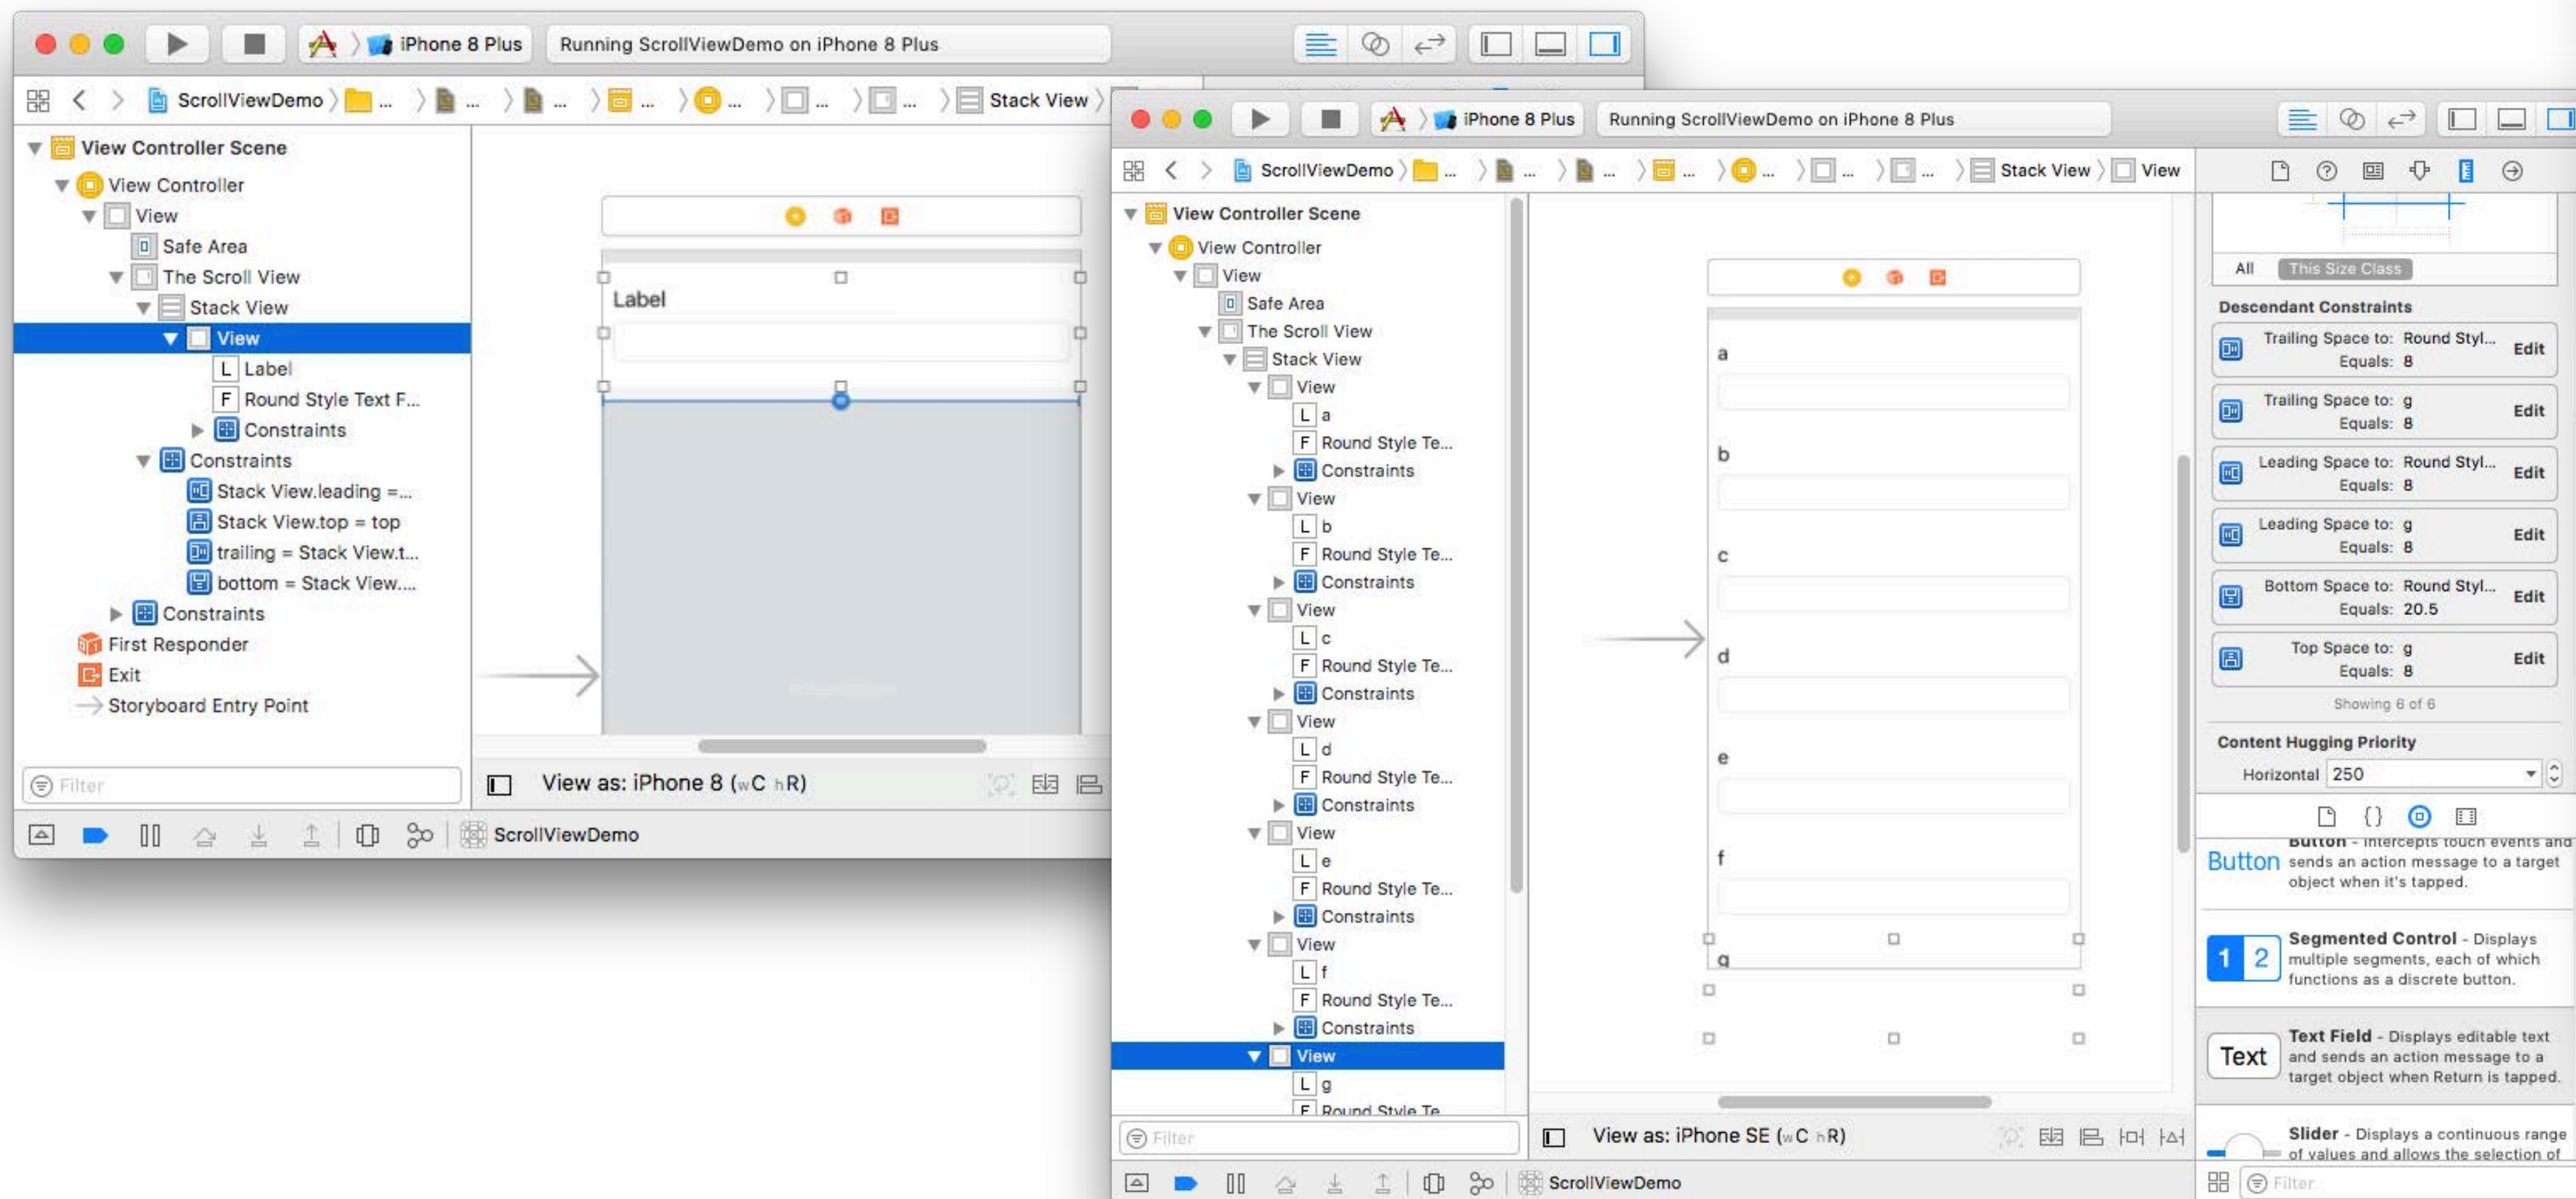 iPhone 8 Plus
Running ScrollViewDemo on iPhone 8 Plus
ScrollViewDemo ... ... ... ... ... ... ... Stack View
View Controller Scene
View Controller
View
Safe Area
The Scroll View
Stack View
View
L Label
F Round Style Text F...
Constraints
Constraints
Stack View.leading =...
Stack View.top = top
trailing = Stack View.t...
bottom = Stack View....
Constraints
First Responder
Exit
Storyboard Entry Point
Filter
Label
View as: iPhone 8 (wC hR)
ScrollViewDemo
iPhone 8 Plus
Running ScrollViewDemo on iPhone 8 Plus
ScrollViewDemo ... ... ... ... ... ... ... Stack View View
View Controller Scene
View Controller
View
Safe Area
The Scroll View
Stack View
View
L a
F Round Style Te...
Constraints
View
L b
F Round Style Te...
Constraints
View
L c
F Round Style Te...
Constraints
View
L d
F Round Style Te...
Constraints
View
L e
F Round Style Te...
Constraints
View
L f
F Round Style Te...
Constraints
View
L g
F Round Style Te
Filter
a
b
c
d
e
f
g
View as: iPhone SE (wC hR)
ScrollViewDemo
All This Size Class
Descendant Constraints
Trailing Space to: Round Styl... Edit
Equals: 8
Trailing Space to: g Edit
Equals: 8
Leading Space to: Round Styl... Edit
Equals: 8
Leading Space to: g Edit
Equals: 8
Bottom Space to: Round Styl... Edit
Equals: 20.5
Top Space to: g Edit
Equals: 8
Showing 6 of 6
Content Hugging Priority
Horizontal 250
{}
Button
Button - Intercepts touch events and
sends an action message to a target
object when it's tapped.
1 2
Segmented Control - Displays
multiple segments, each of which
functions as a discrete button.
Text
Text Field - Displays editable text
and sends an action message to a
target object when Return is tapped.
Slider - Displays a continuous range
of values and allows the selection of
Filter